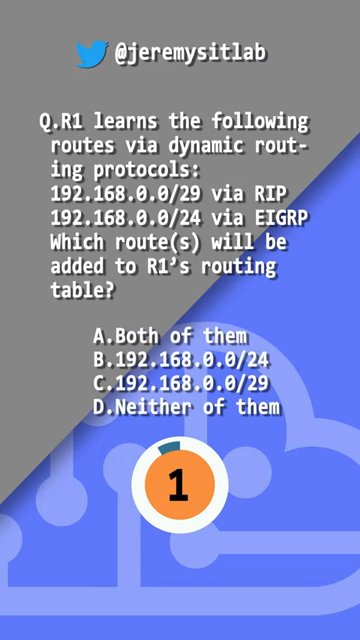 @jeremysitlab
Q.R1 learns the following
routes via dynamic rout-
ing protocols:
192.168.0.0/29 via RIP
192.168.0.0/24 via EIGRP
Which route(s) will be
added to R1’s routing
table?
A.Both of them
B.192.168.0.0/24
C.192.168.0.0/29
D.Neither of them
1